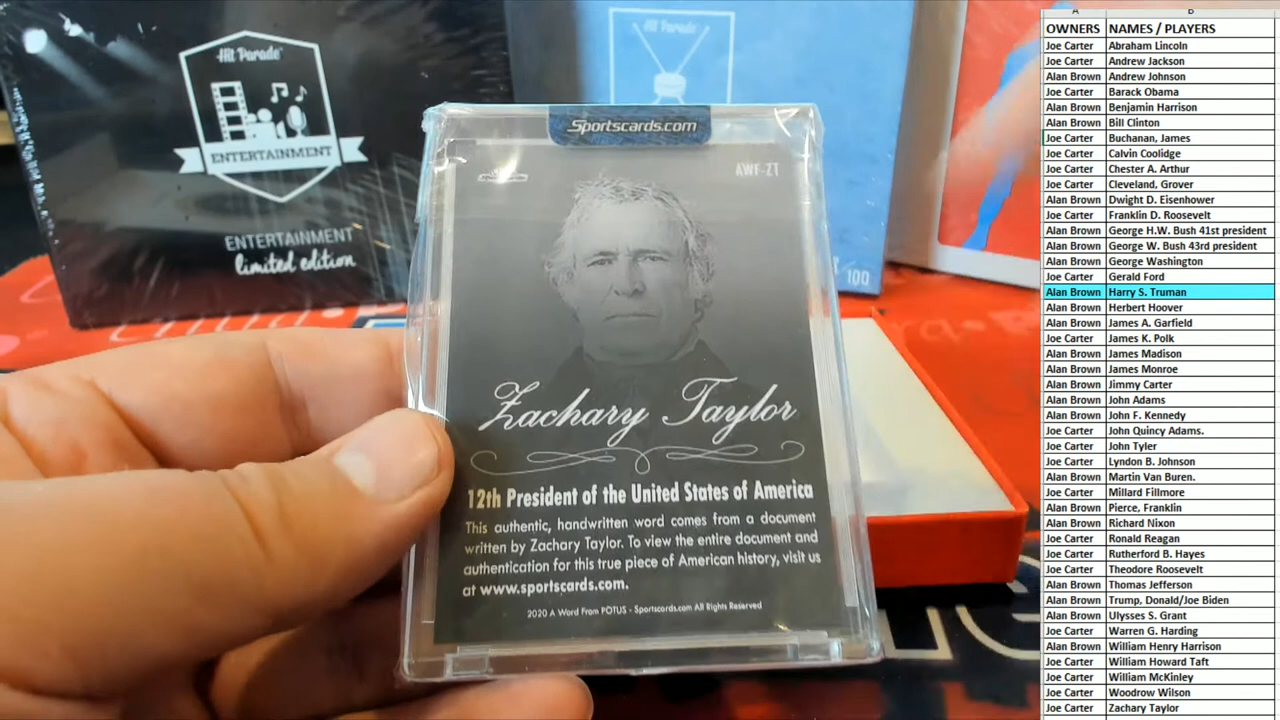 Hit Parade
ENTERTAINMENT
ENTERTAINMENT
limited edition
Hit Parade
100
Sportscards.com
AWF-ZT
Zachary Taylor
12th President of the United States of America
This authentic, handwritten word comes from a document
written by Zachary Taylor. To view the entire document and
authentication for this true piece of American history, visit us
at www.sportscards.com.
2020 A Word From POTUS - Sportscards.com All Rights Reserved
A B
OWNERS NAMES / PLAYERS
Joe Carter Abraham Lincoln
Joe Carter Andrew Jackson
Alan Brown Andrew Johnson
Joe Carter Barack Obama
Alan Brown Benjamin Harrison
Alan Brown Bill Clinton
Joe Carter Buchanan, James
Joe Carter Calvin Coolidge
Joe Carter Chester A. Arthur
Joe Carter Cleveland, Grover
Alan Brown Dwight D. Eisenhower
Joe Carter Franklin D. Roosevelt
Alan Brown George H.W. Bush 41st president
Alan Brown George W. Bush 43rd president
Alan Brown George Washington
Joe Carter Gerald Ford
Alan Brown Harry S. Truman
Alan Brown Herbert Hoover
Alan Brown James A. Garfield
Joe Carter James K. Polk
Alan Brown James Madison
Alan Brown James Monroe
Alan Brown Jimmy Carter
Alan Brown John Adams
Alan Brown John F. Kennedy
Joe Carter John Quincy Adams.
Joe Carter John Tyler
Joe Carter Lyndon B. Johnson
Alan Brown Martin Van Buren.
Joe Carter Millard Fillmore
Alan Brown Pierce, Franklin
Alan Brown Richard Nixon
Joe Carter Ronald Reagan
Joe Carter Rutherford B. Hayes
Joe Carter Theodore Roosevelt
Alan Brown Thomas Jefferson
Alan Brown Trump, Donald/Joe Biden
Alan Brown Ulysses S. Grant
Joe Carter Warren G. Harding
Alan Brown William Henry Harrison
Joe Carter William Howard Taft
Joe Carter William McKinley
Joe Carter Woodrow Wilson
Joe Carter Zachary Taylor